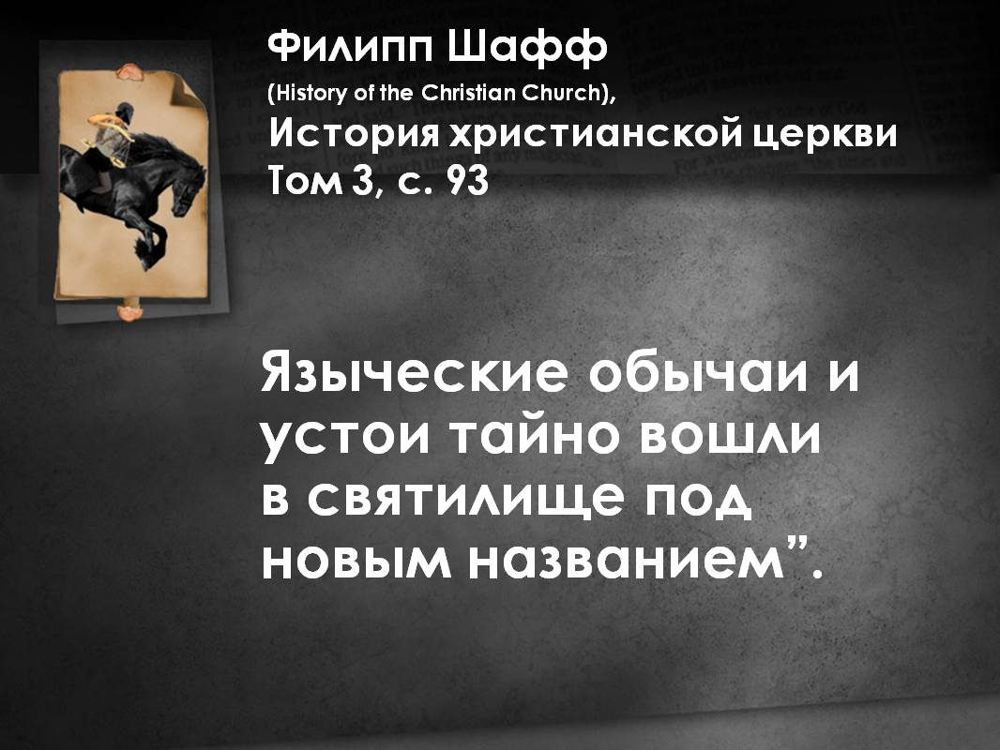 Филипп Шафф
(History of the Christian Church),
История христианской церкви
Том 3, с. 93
Языческие обычаи и
устои тайно вошли
в святилище под
новым названием”.